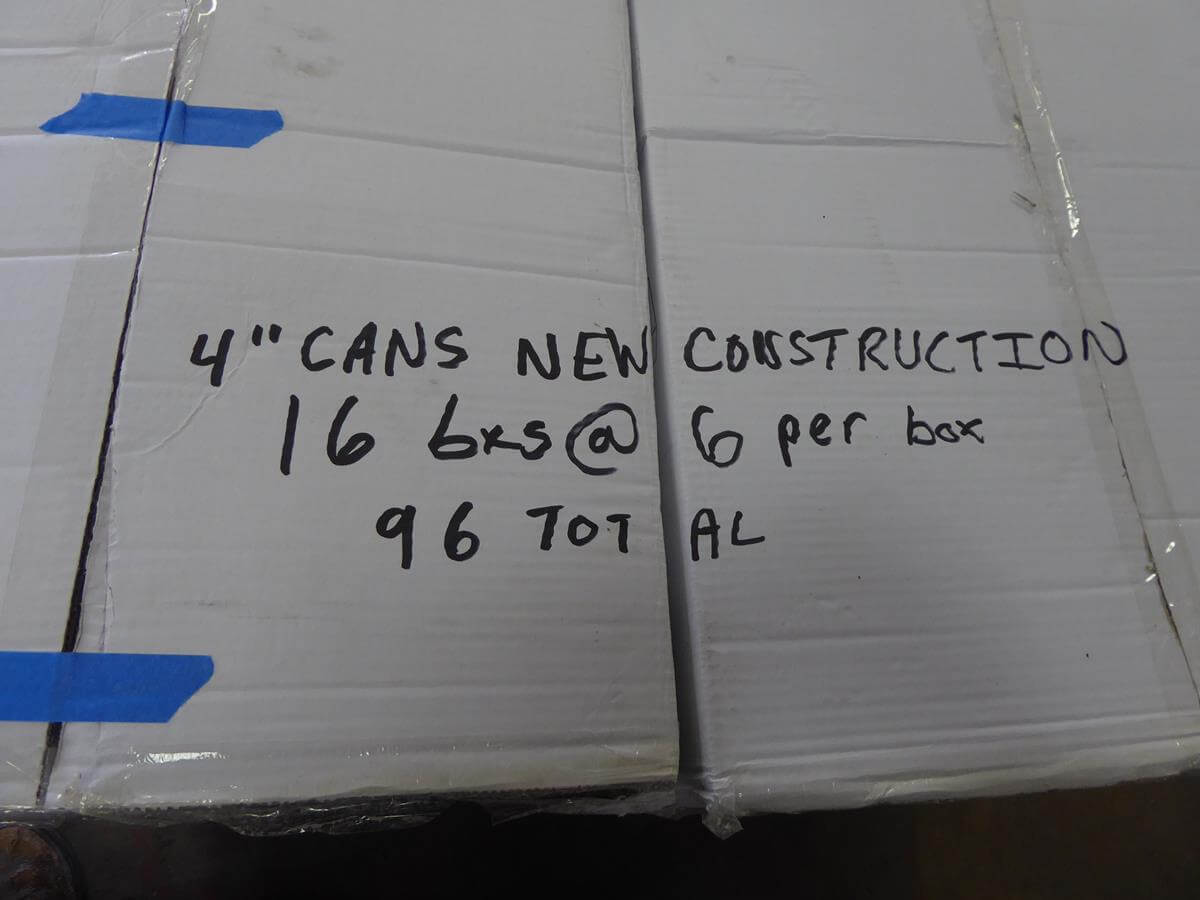 4" CANS NEW CONSTRUCTION
16 bxs @ 6 per box
96 TOTAL